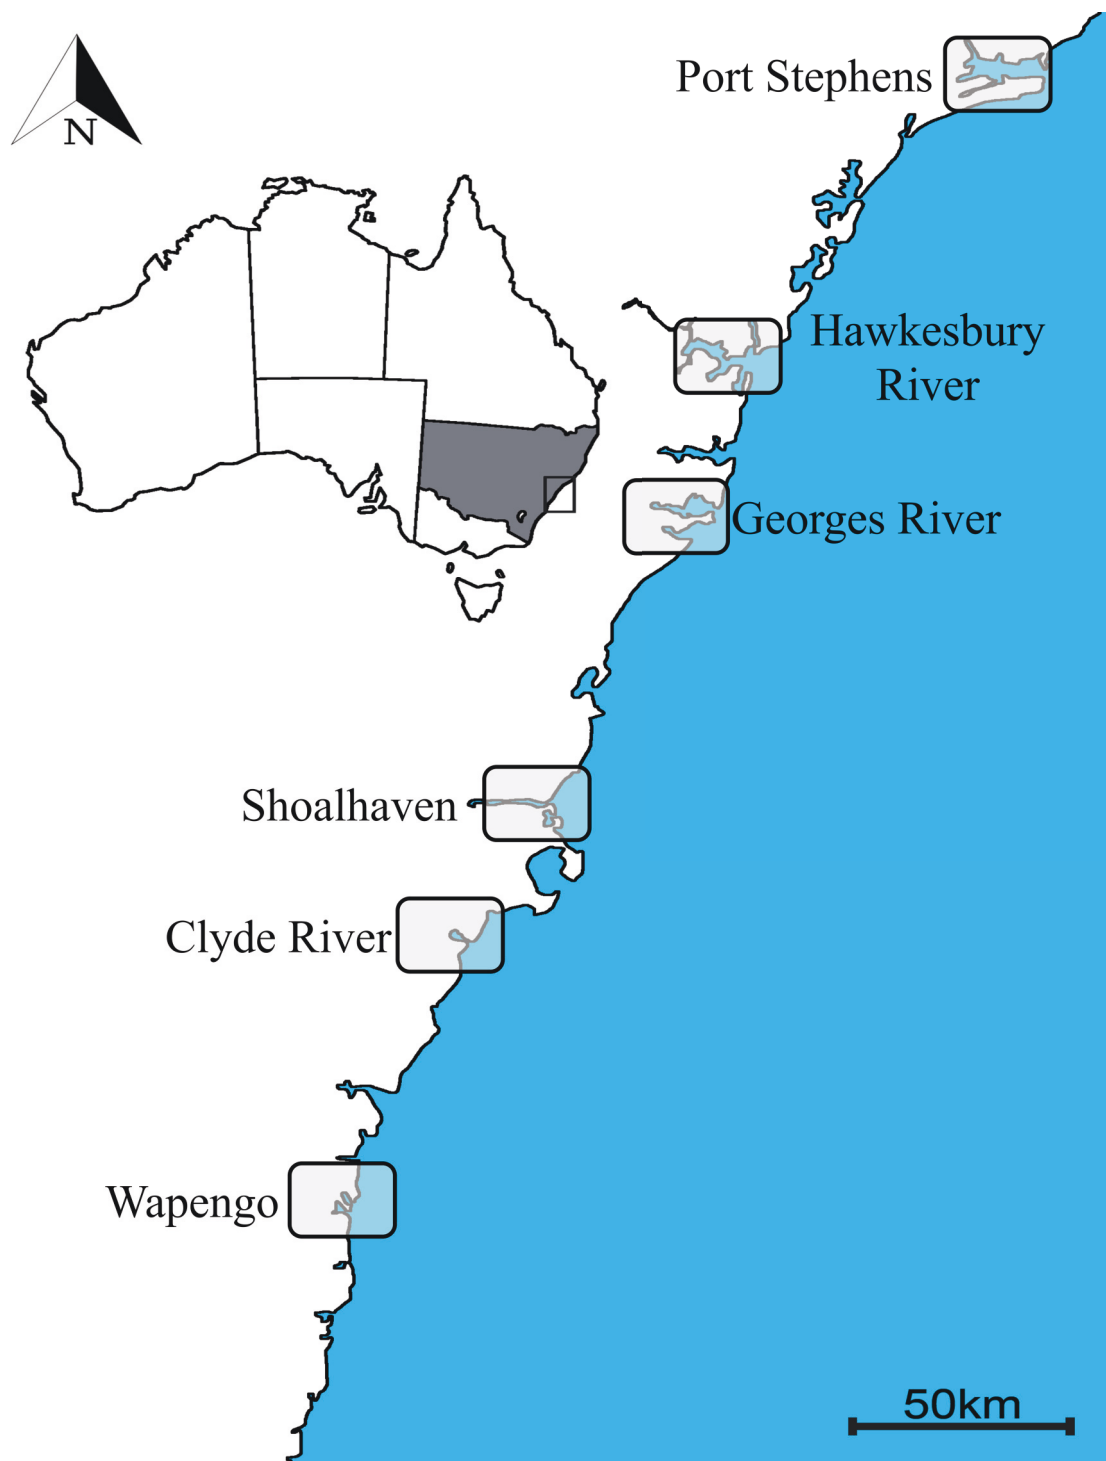 N
Port Stephens
Hawkesbury
River
Georges River
Shoalhaven
Clyde River
Wapengo
50km